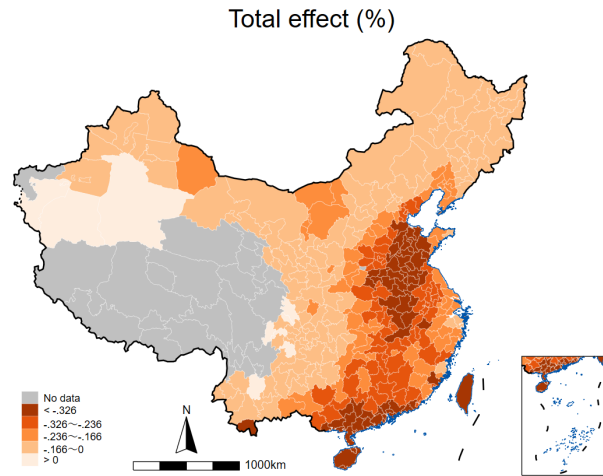 Total effect (%)
No data
< -.326
-.326～-.236
-.236～-.166
-.166～0
> 0
N
1000km